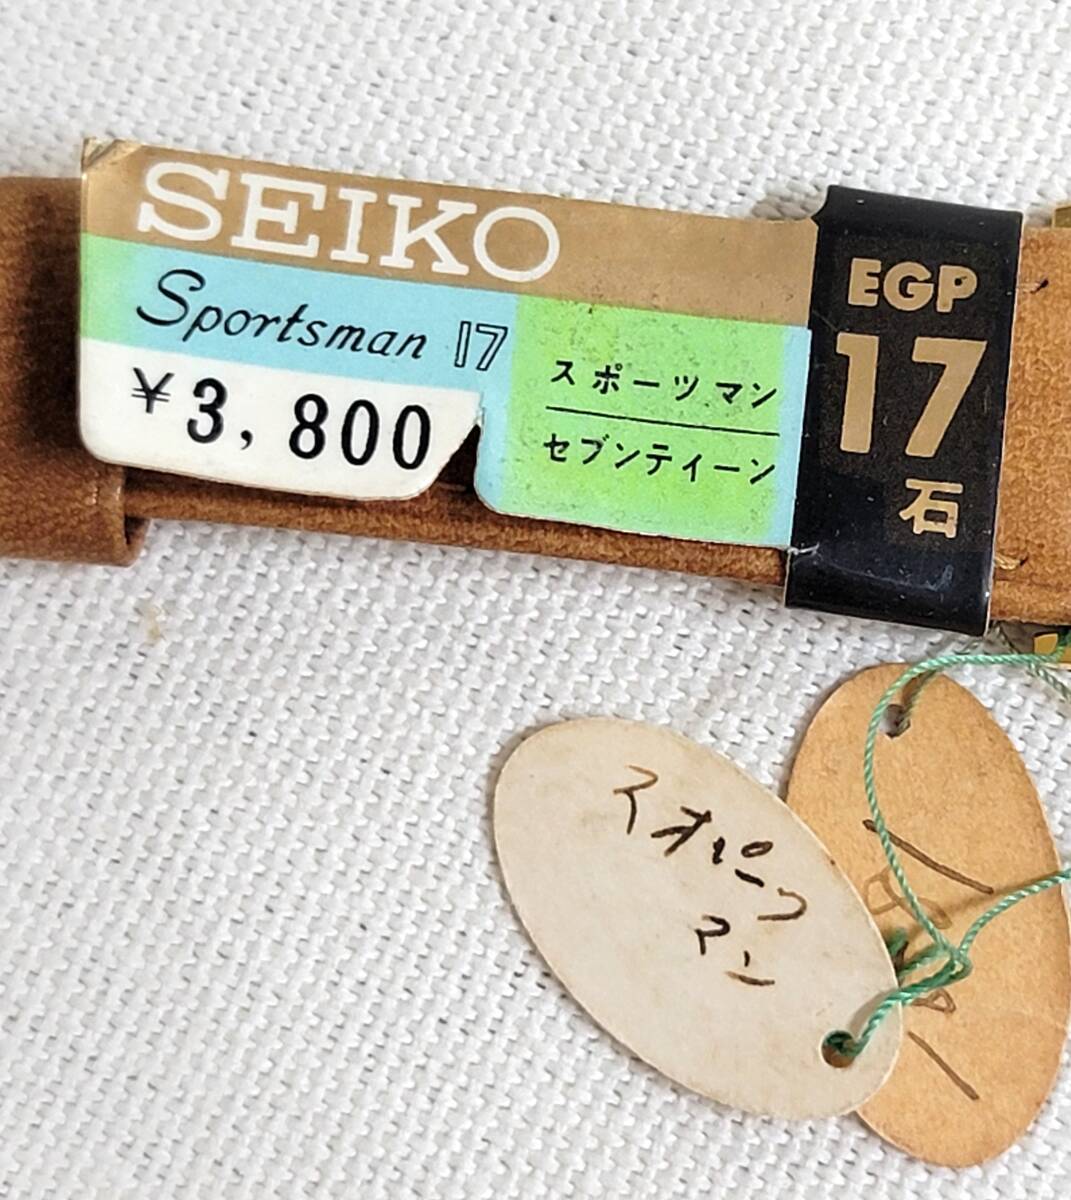 SEIKO
Sportsman 17
¥3,800
スポーツマン
セブンティーン
EGP
17
石
スオピーツ
マン